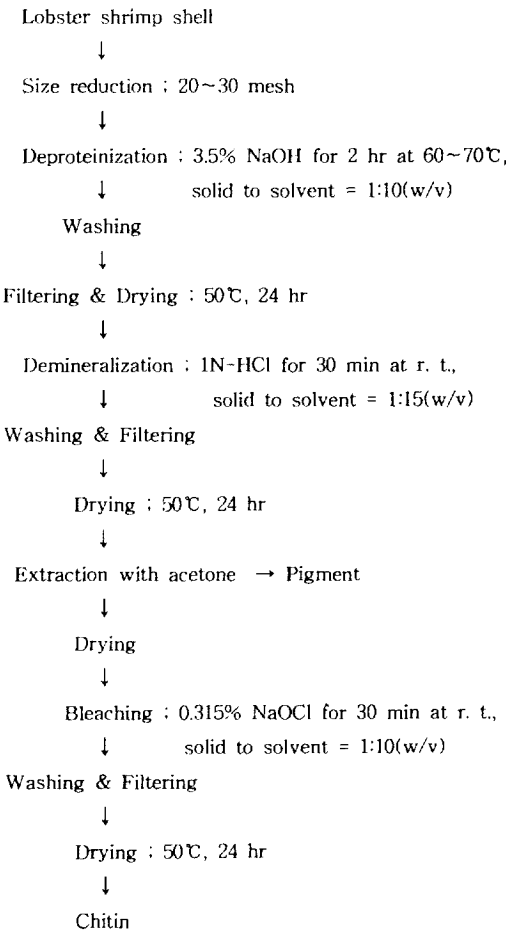 Lobster shrimp shell
↓
Size reduction ; 20~30 mesh
↓
Deproteinization ; 3.5% NaOH for 2 hr at 60~70℃,
↓ solid to solvent = 1:10(w/v)
Washing
↓
Filtering & Drying ; 50℃, 24 hr
↓
Demineralization ; 1N-HCl for 30 min at r. t.,
↓ solid to solvent = 1:15(w/v)
Washing & Filtering
↓
Drying ; 50℃, 24 hr
↓
Extraction with acetone → Pigment
↓
Drying
↓
Bleaching ; 0.315% NaOCl for 30 min at r. t.,
↓ solid to solvent = 1:10(w/v)
Washing & Filtering
↓
Drying ; 50℃, 24 hr
↓
Chitin